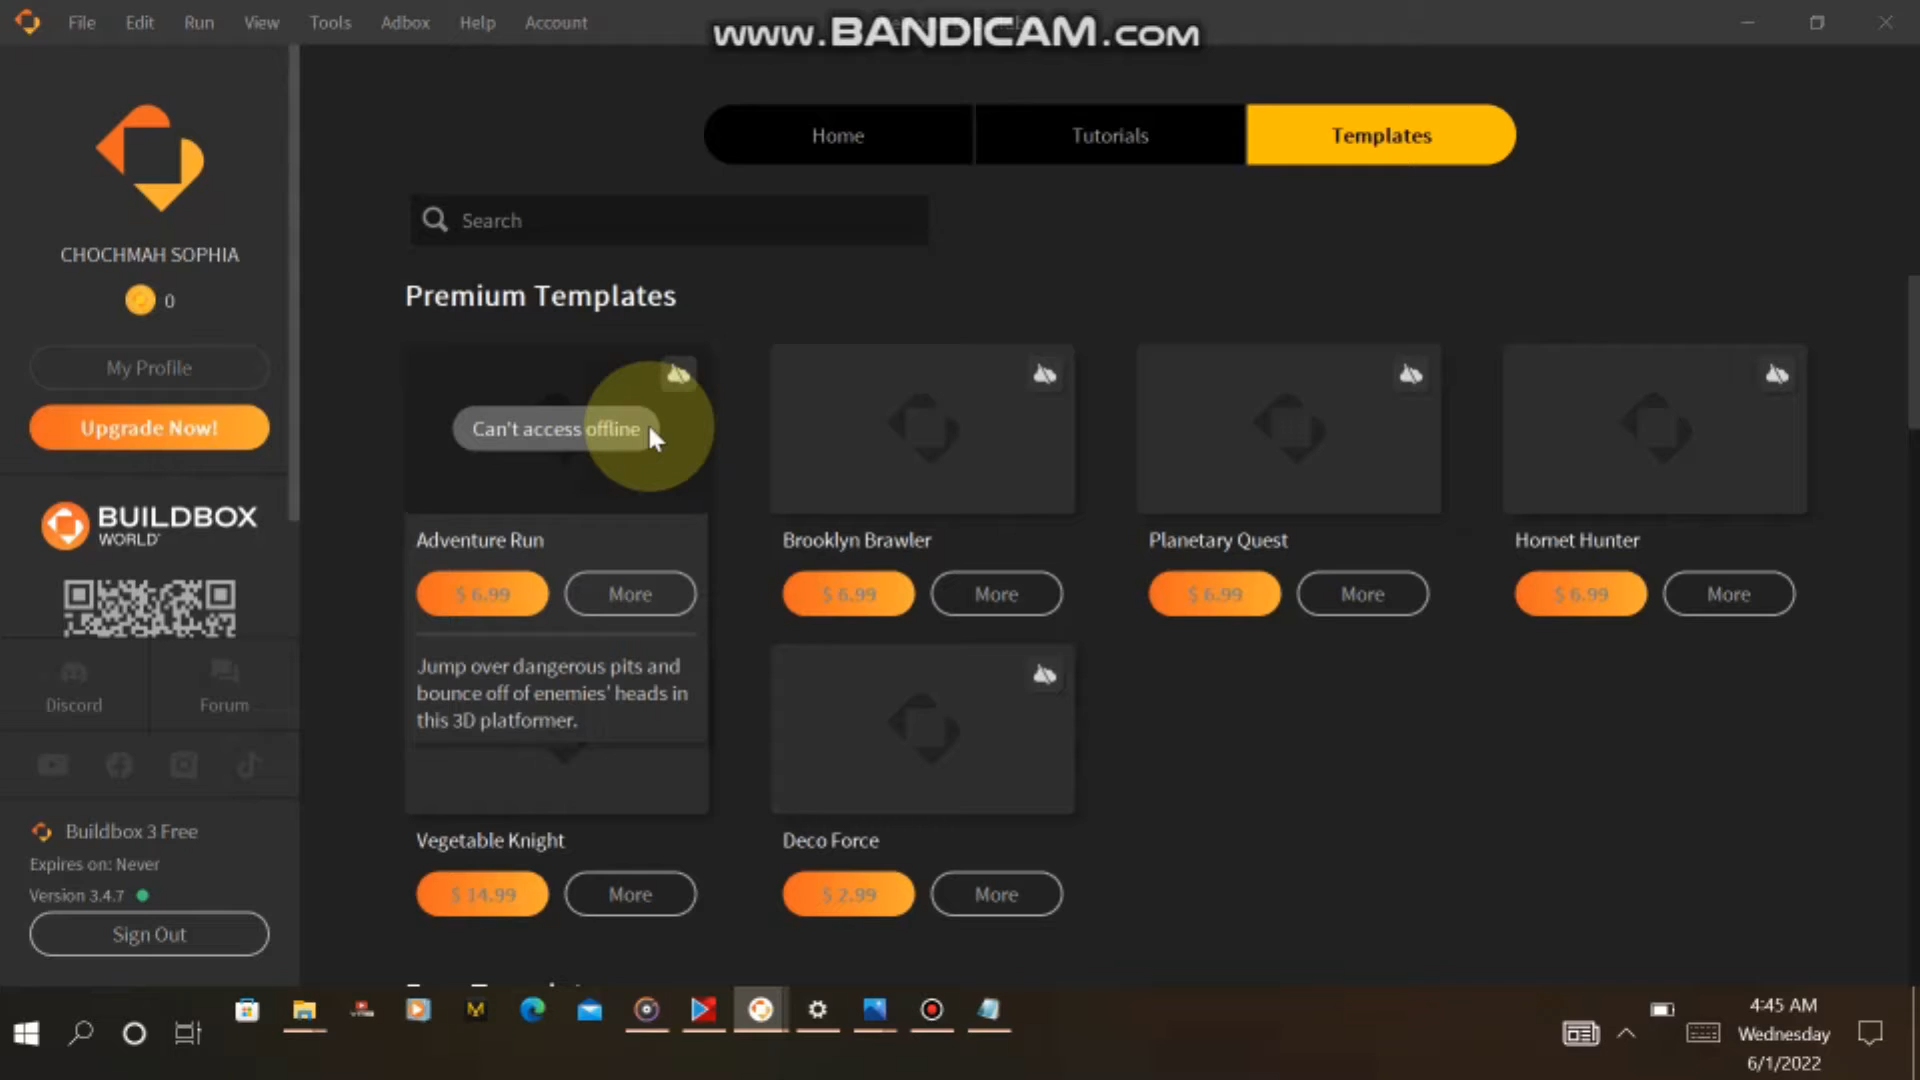 File Edit Run View Tools Adbox Help Account
www.BANDICAM.com
Home Tutorials Templates
CHOCHMAH SOPHIA
0
My Profile
Upgrade Now!
BUILDBOX
WORLD
Discord Forum
Buildbox 3 Free
Expires on: Never
Version 3.4.7
Sign Out
Search
Premium Templates
Can't access offline
Adventure Run
$ 6.99 More
Jump over dangerous pits and
bounce off of enemies' heads in
this 3D platformer.
Brooklyn Brawler
$ 6.99 More
Planetary Quest
$ 6.99 More
Hornet Hunter
$ 6.99 More
Vegetable Knight
$ 14.99 More
Deco Force
$ 2.99 More
4:45 AM
Wednesday
6/1/2022